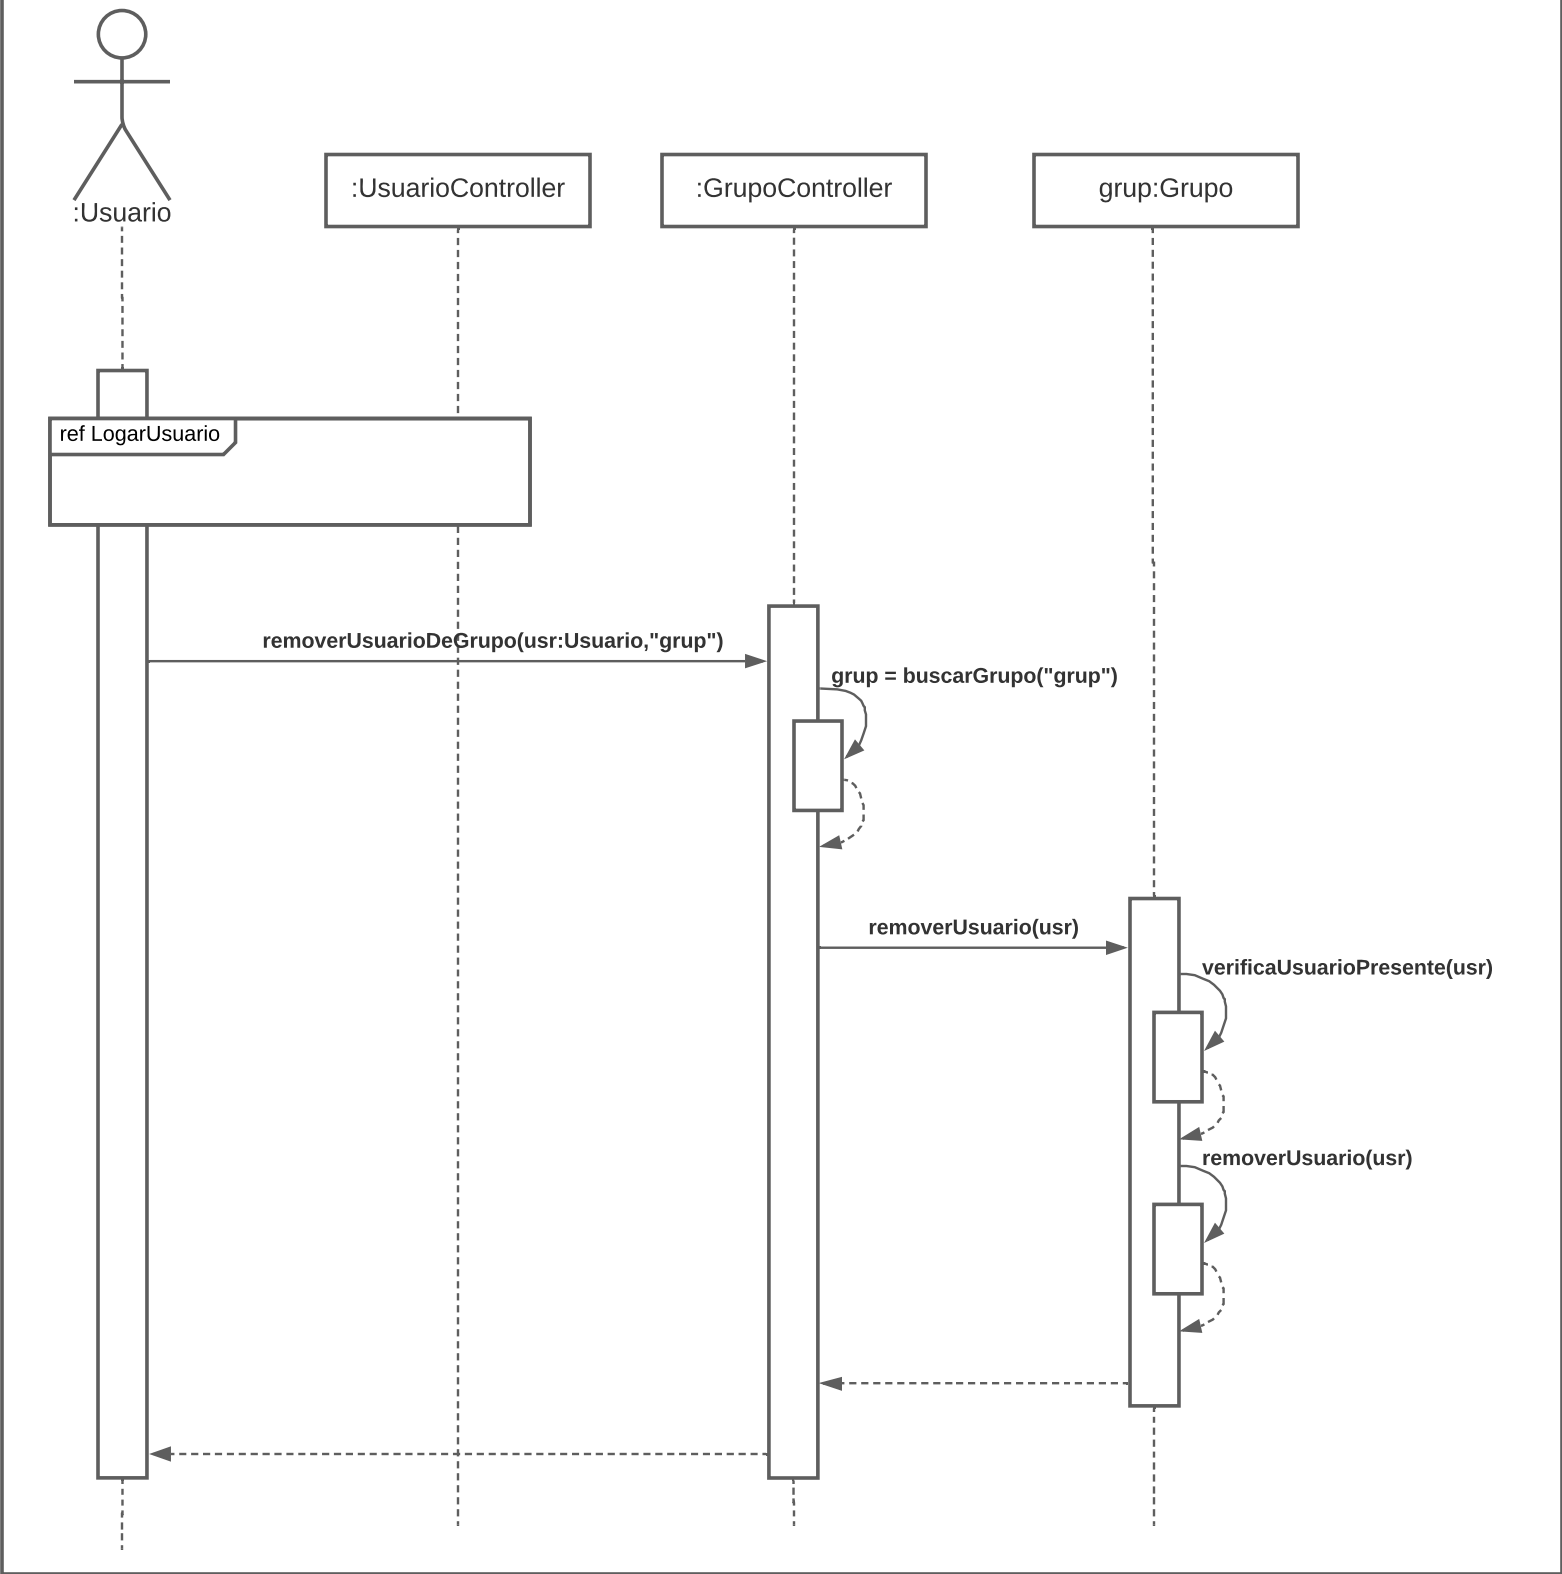 :Usuario
:UsuarioController
:GrupoController
grup:Grupo
ref LogarUsuario
removerUsuarioDeGrupo(usr:Usuario,"grup")
grup = buscarGrupo("grup")
removerUsuario(usr)
verificaUsuarioPresente(usr)
removerUsuario(usr)